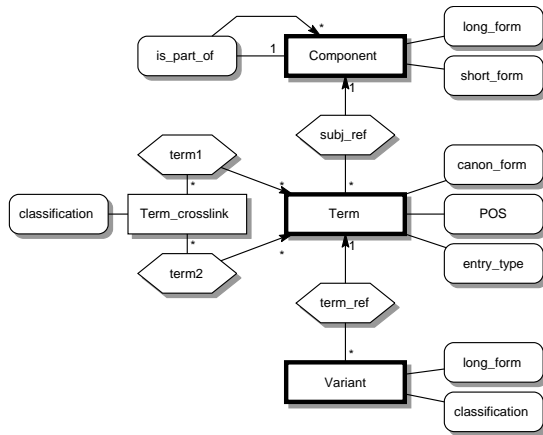 *
long_form
is_part_of
1
Component
short_form
1
subj_ref
term1
*
*
*
canon_form
classification
Term_crosslink
Term
POS
*
*
term2
1
entry_type
term_ref
*
long_form
Variant
classification